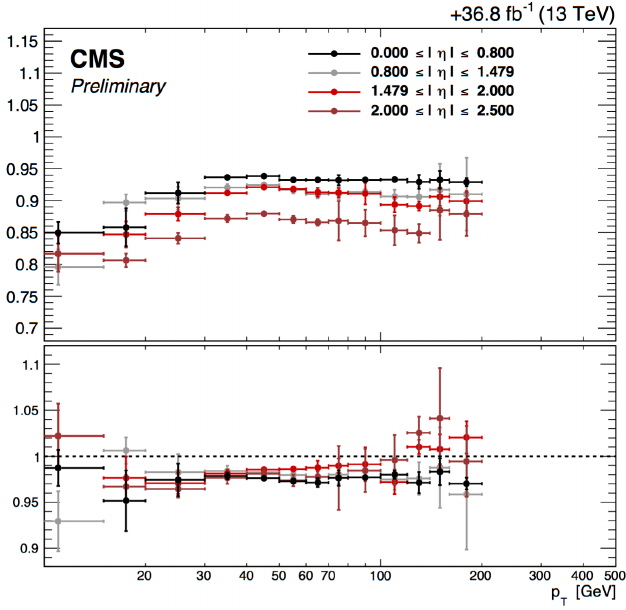 +36.8 fb⁻¹ (13 TeV)
CMS
Preliminary
0.000 ≤ | η | ≤ 0.800
0.800 ≤ | η | ≤ 1.479
1.479 ≤ | η | ≤ 2.000
2.000 ≤ | η | ≤ 2.500
1.15
1.1
1.05
1
0.95
0.9
0.85
0.8
0.75
0.7
1.1
1.05
1
0.95
0.9
20 30 40 50 60 70 100 200 300 400 500
p_T [GeV]